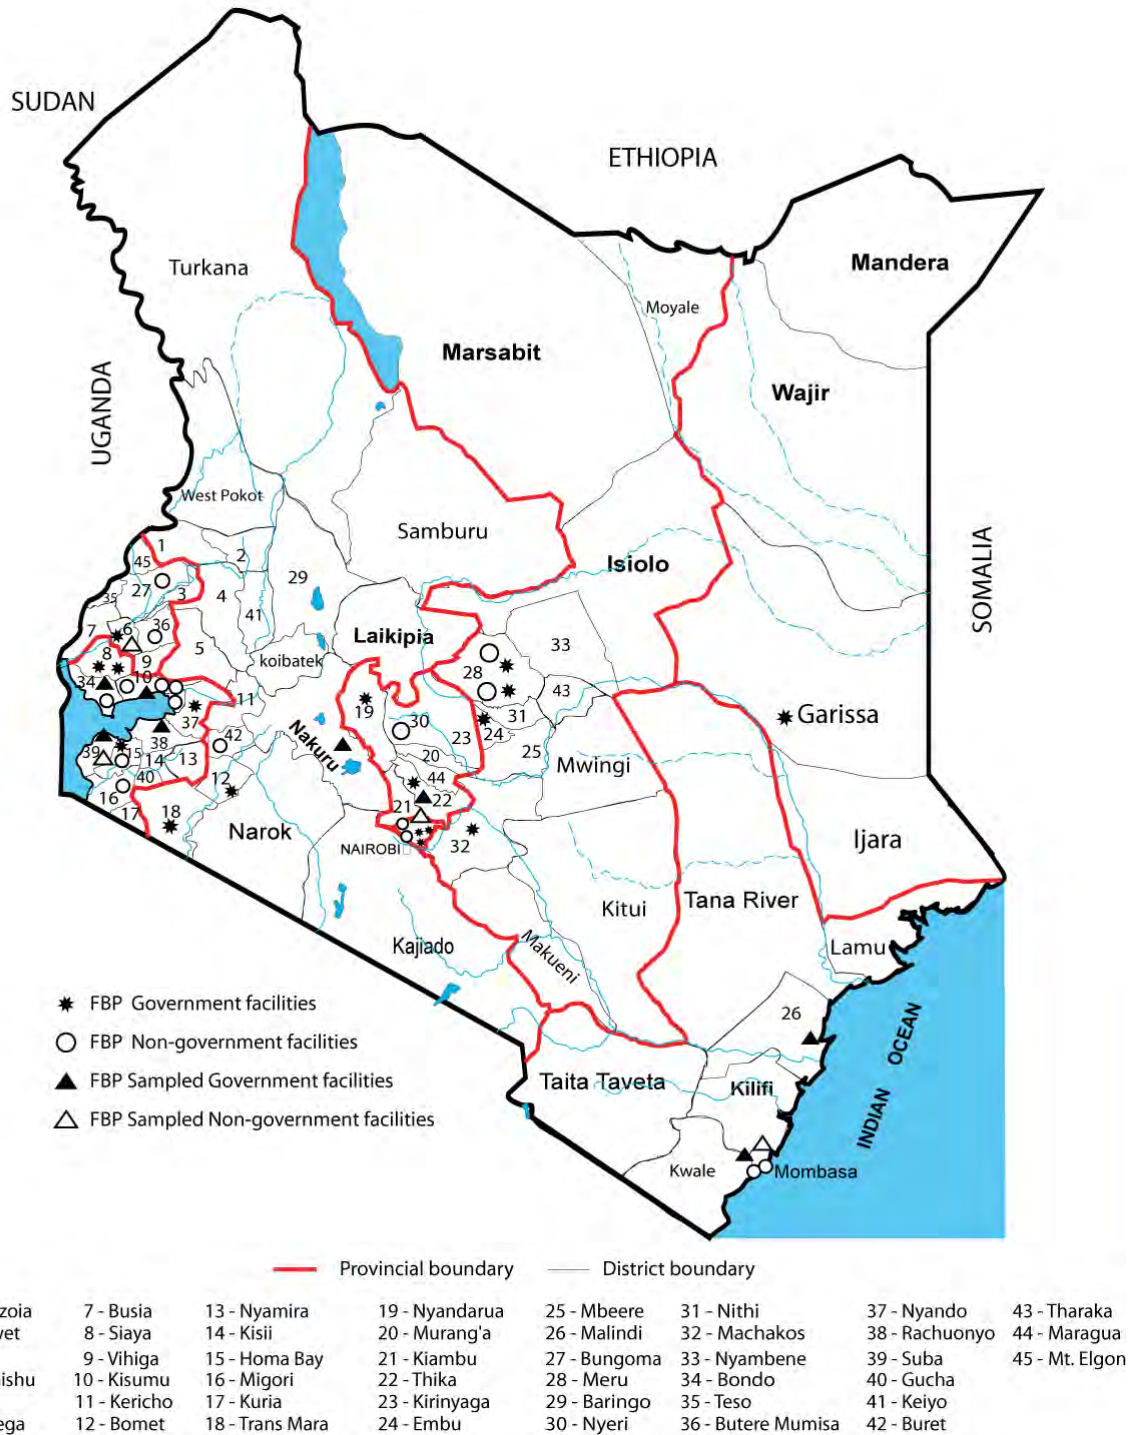 SUDAN
ETHIOPIA
Turkana
Mandera
Moyale
Marsabit
Wajir
UGANDA
West Pokot
Samburu
SOMALIA
1
2
45
Isiolo
29
27
3
4
35
41
36
7
6
Laikipia
33
5
8
koibatek
9
28
34
10
43
11
19
31
Garissa
37
30
24
42
23
38
Nakuru
25
39
15
14
13
20
Mwingi
40
12
44
16
22
21
17
18
Narok
Ijara
NAIROBI
32
Tana River
Kitui
Kajiado
Makueni
Lamu
FBP Government facilities
26
FBP Non-government facilities
INDIAN OCEAN
FBP Sampled Government facilities
Taita Taveta
Kilifi
FBP Sampled Non-government facilities
Kwale
Mombasa
Provincial boundary
District boundary
zoia 7 - Busia 13 - Nyamira 19 - Nyandarua 25 - Mbeere 31 - Nithi 37 - Nyando 43 - Tharaka
et 8 - Siaya 14 - Kisii 20 - Murang'a 26 - Malindi 32 - Machakos 38 - Rachuonyo 44 - Maragua
9 - Vihiga 15 - Homa Bay 21 - Kiambu 27 - Bungoma 33 - Nyambene 39 - Suba 45 - Mt. Elgon
ishu 10 - Kisumu 16 - Migori 22 - Thika 28 - Meru 34 - Bondo 40 - Gucha
11 - Kericho 17 - Kuria 23 - Kirinyaga 29 - Baringo 35 - Teso 41 - Keiyo
ega 12 - Bomet 18 - Trans Mara 24 - Embu 30 - Nyeri 36 - Butere Mumisa 42 - Buret